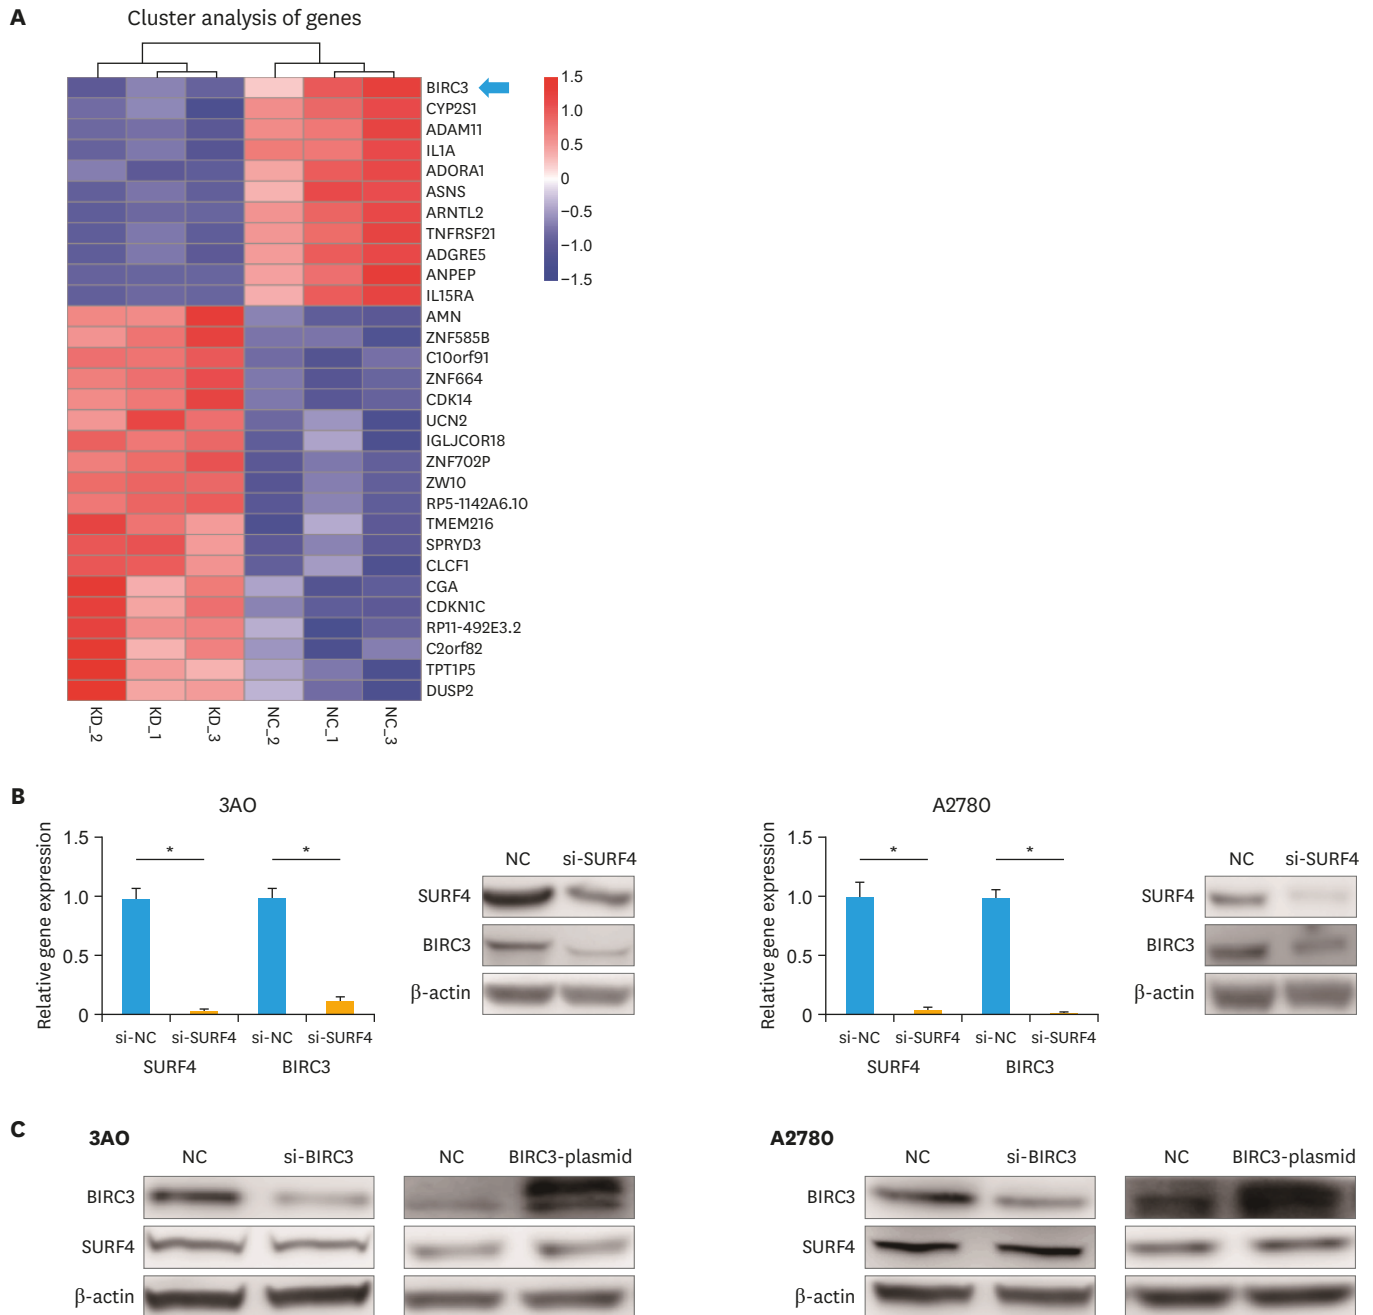 A
Cluster analysis of genes
BIRC3
CYP2S1
ADAM11
IL1A
ADORA1
ASNS
ARNTL2
TNFRSF21
ADGRE5
ANPEP
IL15RA
AMN
ZNF585B
C10orf91
ZNF664
CDK14
UCN2
IGLJCOR18
ZNF702P
ZW10
RP5-1142A6.10
TMEM216
SPRYD3
CLCF1
CGA
CDKN1C
RP11-492E3.2
C2orf82
TPT1P5
DUSP2
1.5
1.0
0.5
0
−0.5
−1.0
−1.5
KD_2 KD_1 KD_3 NC_2 NC_1 NC_3
B
3AO
Relative gene expression
1.5
1.0
0.5
0
* *
si-NC si-SURF4 si-NC si-SURF4
SURF4 BIRC3
NC si-SURF4
SURF4
BIRC3
β-actin
A2780
Relative gene expression
1.5
1.0
0.5
0
* *
si-NC si-SURF4 si-NC si-SURF4
SURF4 BIRC3
NC si-SURF4
SURF4
BIRC3
β-actin
C
3AO
NC si-BIRC3 NC BIRC3-plasmid
BIRC3
SURF4
β-actin
A2780
NC si-BIRC3 NC BIRC3-plasmid
BIRC3
SURF4
β-actin